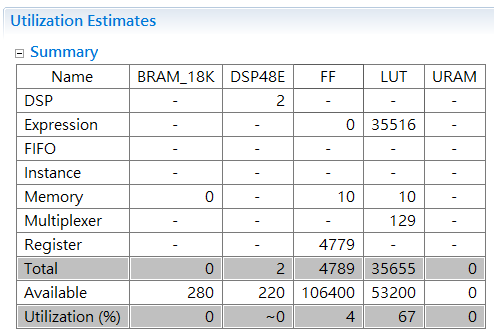 Utilization Estimates
Summary
Name BRAM_18K DSP48E FF LUT URAM
DSP - 2 - - -
Expression - - 0 35516 -
FIFO - - - - -
Instance - - - - -
Memory 0 - 10 10 -
Multiplexer - - - 129 -
Register - - 4779 - -
Total 0 2 4789 35655 0
Available 280 220 106400 53200 0
Utilization (%) 0 ~0 4 67 0